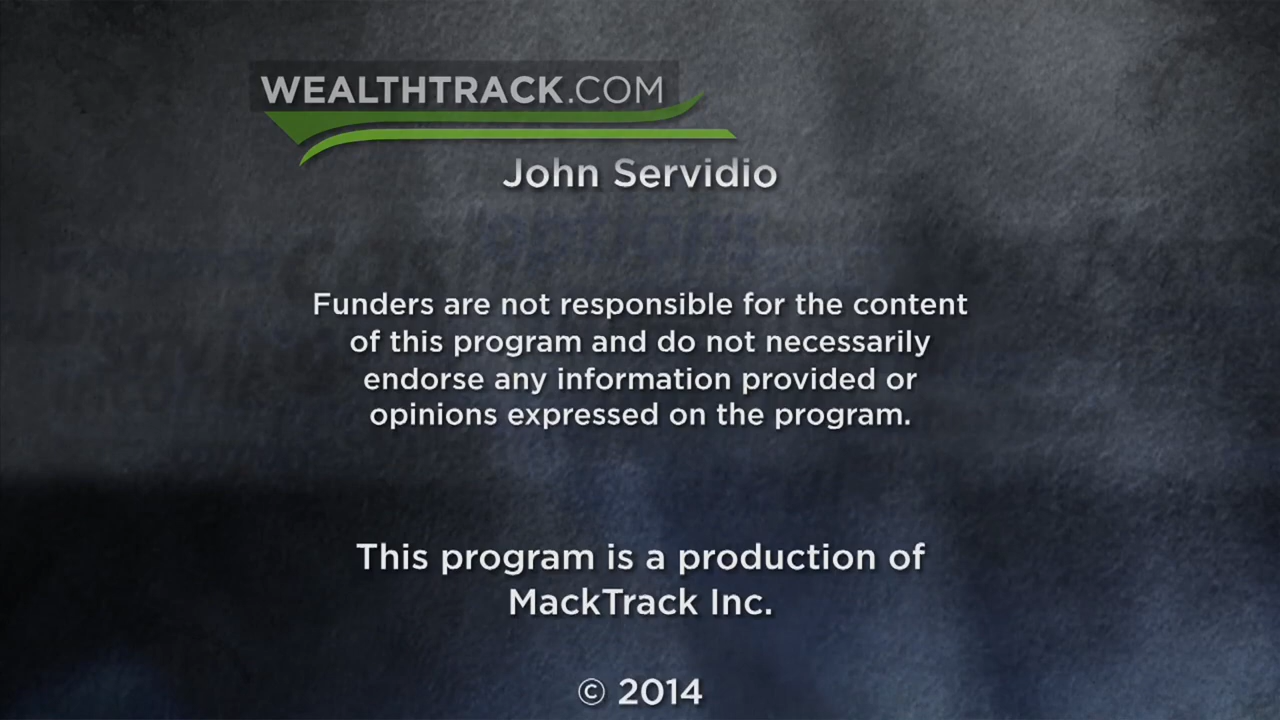 WEALTHTRACK.COM
John Servidio
Funders are not responsible for the content
of this program and do not necessarily
endorse any information provided or
opinions expressed on the program.
This program is a production of
MackTrack Inc.
© 2014